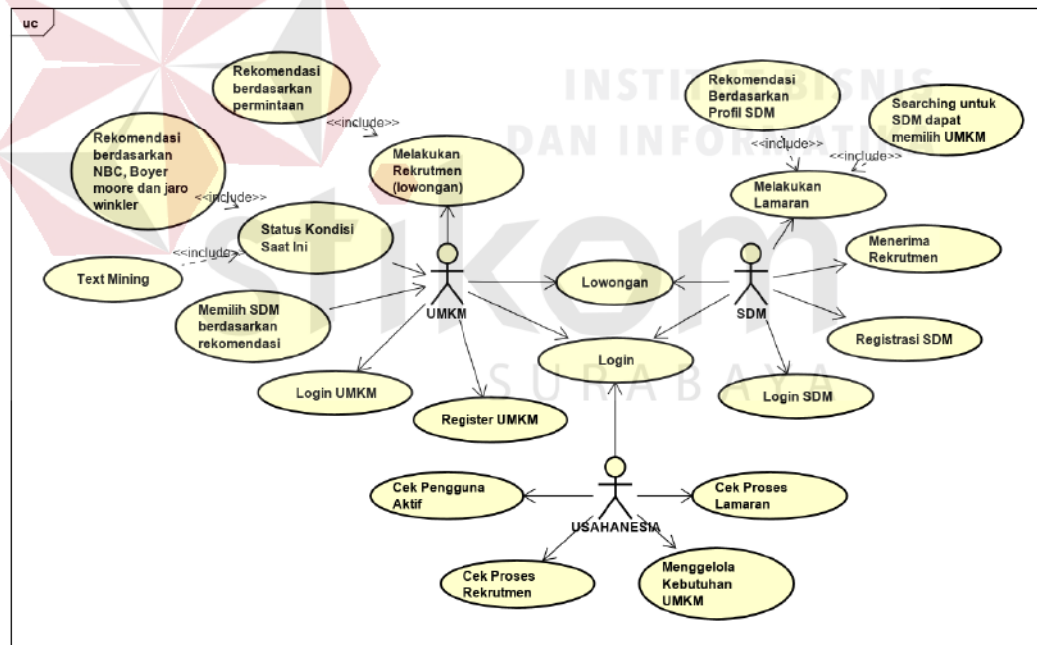 uc
INSTITUT BISNIS
DAN INFORMATIKA
stikom
SURABAYA
Rekomendasi
berdasarkan
permintaan
<<include>>
Rekomendasi
berdasarkan
NBC, Boyer
moore dan jaro
winkler
<<include>>
Melakukan
Rekrutmen
(lowongan)
Status Kondisi
Saat Ini
<<include>>
Text Mining
Memilih SDM
berdasarkan
rekomendasi
UMKM
Login UMKM
Register UMKM
Lowongan
Login
Rekomendasi
Berdasarkan
Profil SDM
Searching untuk
SDM dapat
memilih UMKM
<<include>>
<<include>>
Melakukan
Lamaran
Menerima
Rekrutmen
SDM
Registrasi SDM
Login SDM
Cek Pengguna
Aktif
USAHANESIA
Cek Proses
Lamaran
Cek Proses
Rekrutmen
Menggelola
Kebutuhan
UMKM